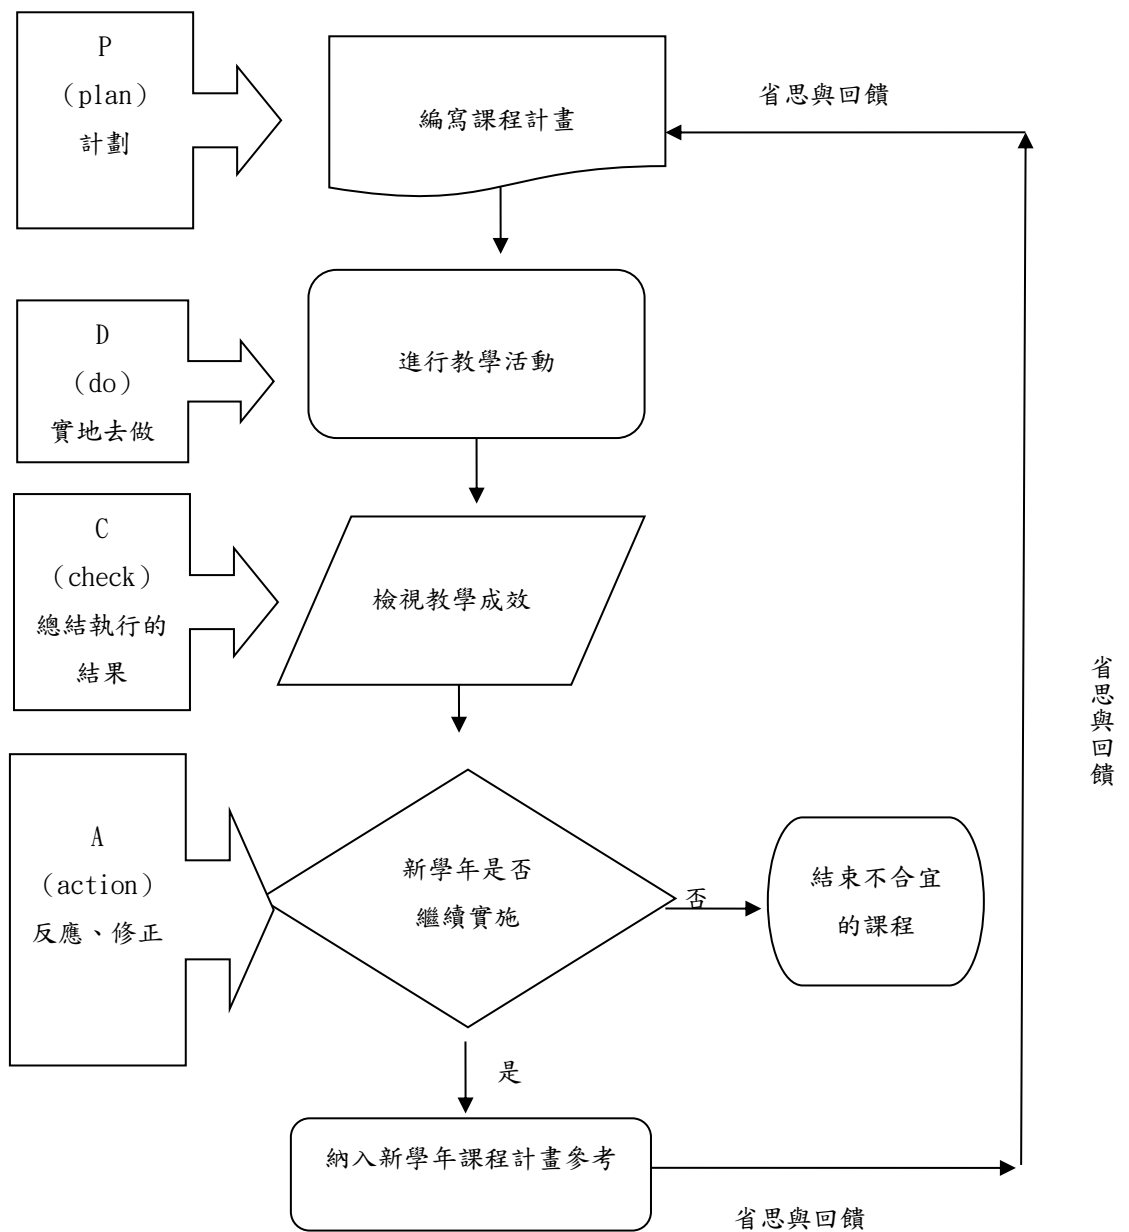 P
（plan）
計劃
編寫課程計畫
省思與回饋
D
（do）
實地去做
進行教學活動
C
（check）
總結執行的
結果
檢視教學成效
省思與回饋
A
（action）
反應、修正
新學年是否
繼續實施
否
結束不合宜
的課程
是
納入新學年課程計畫參考
省思與回饋